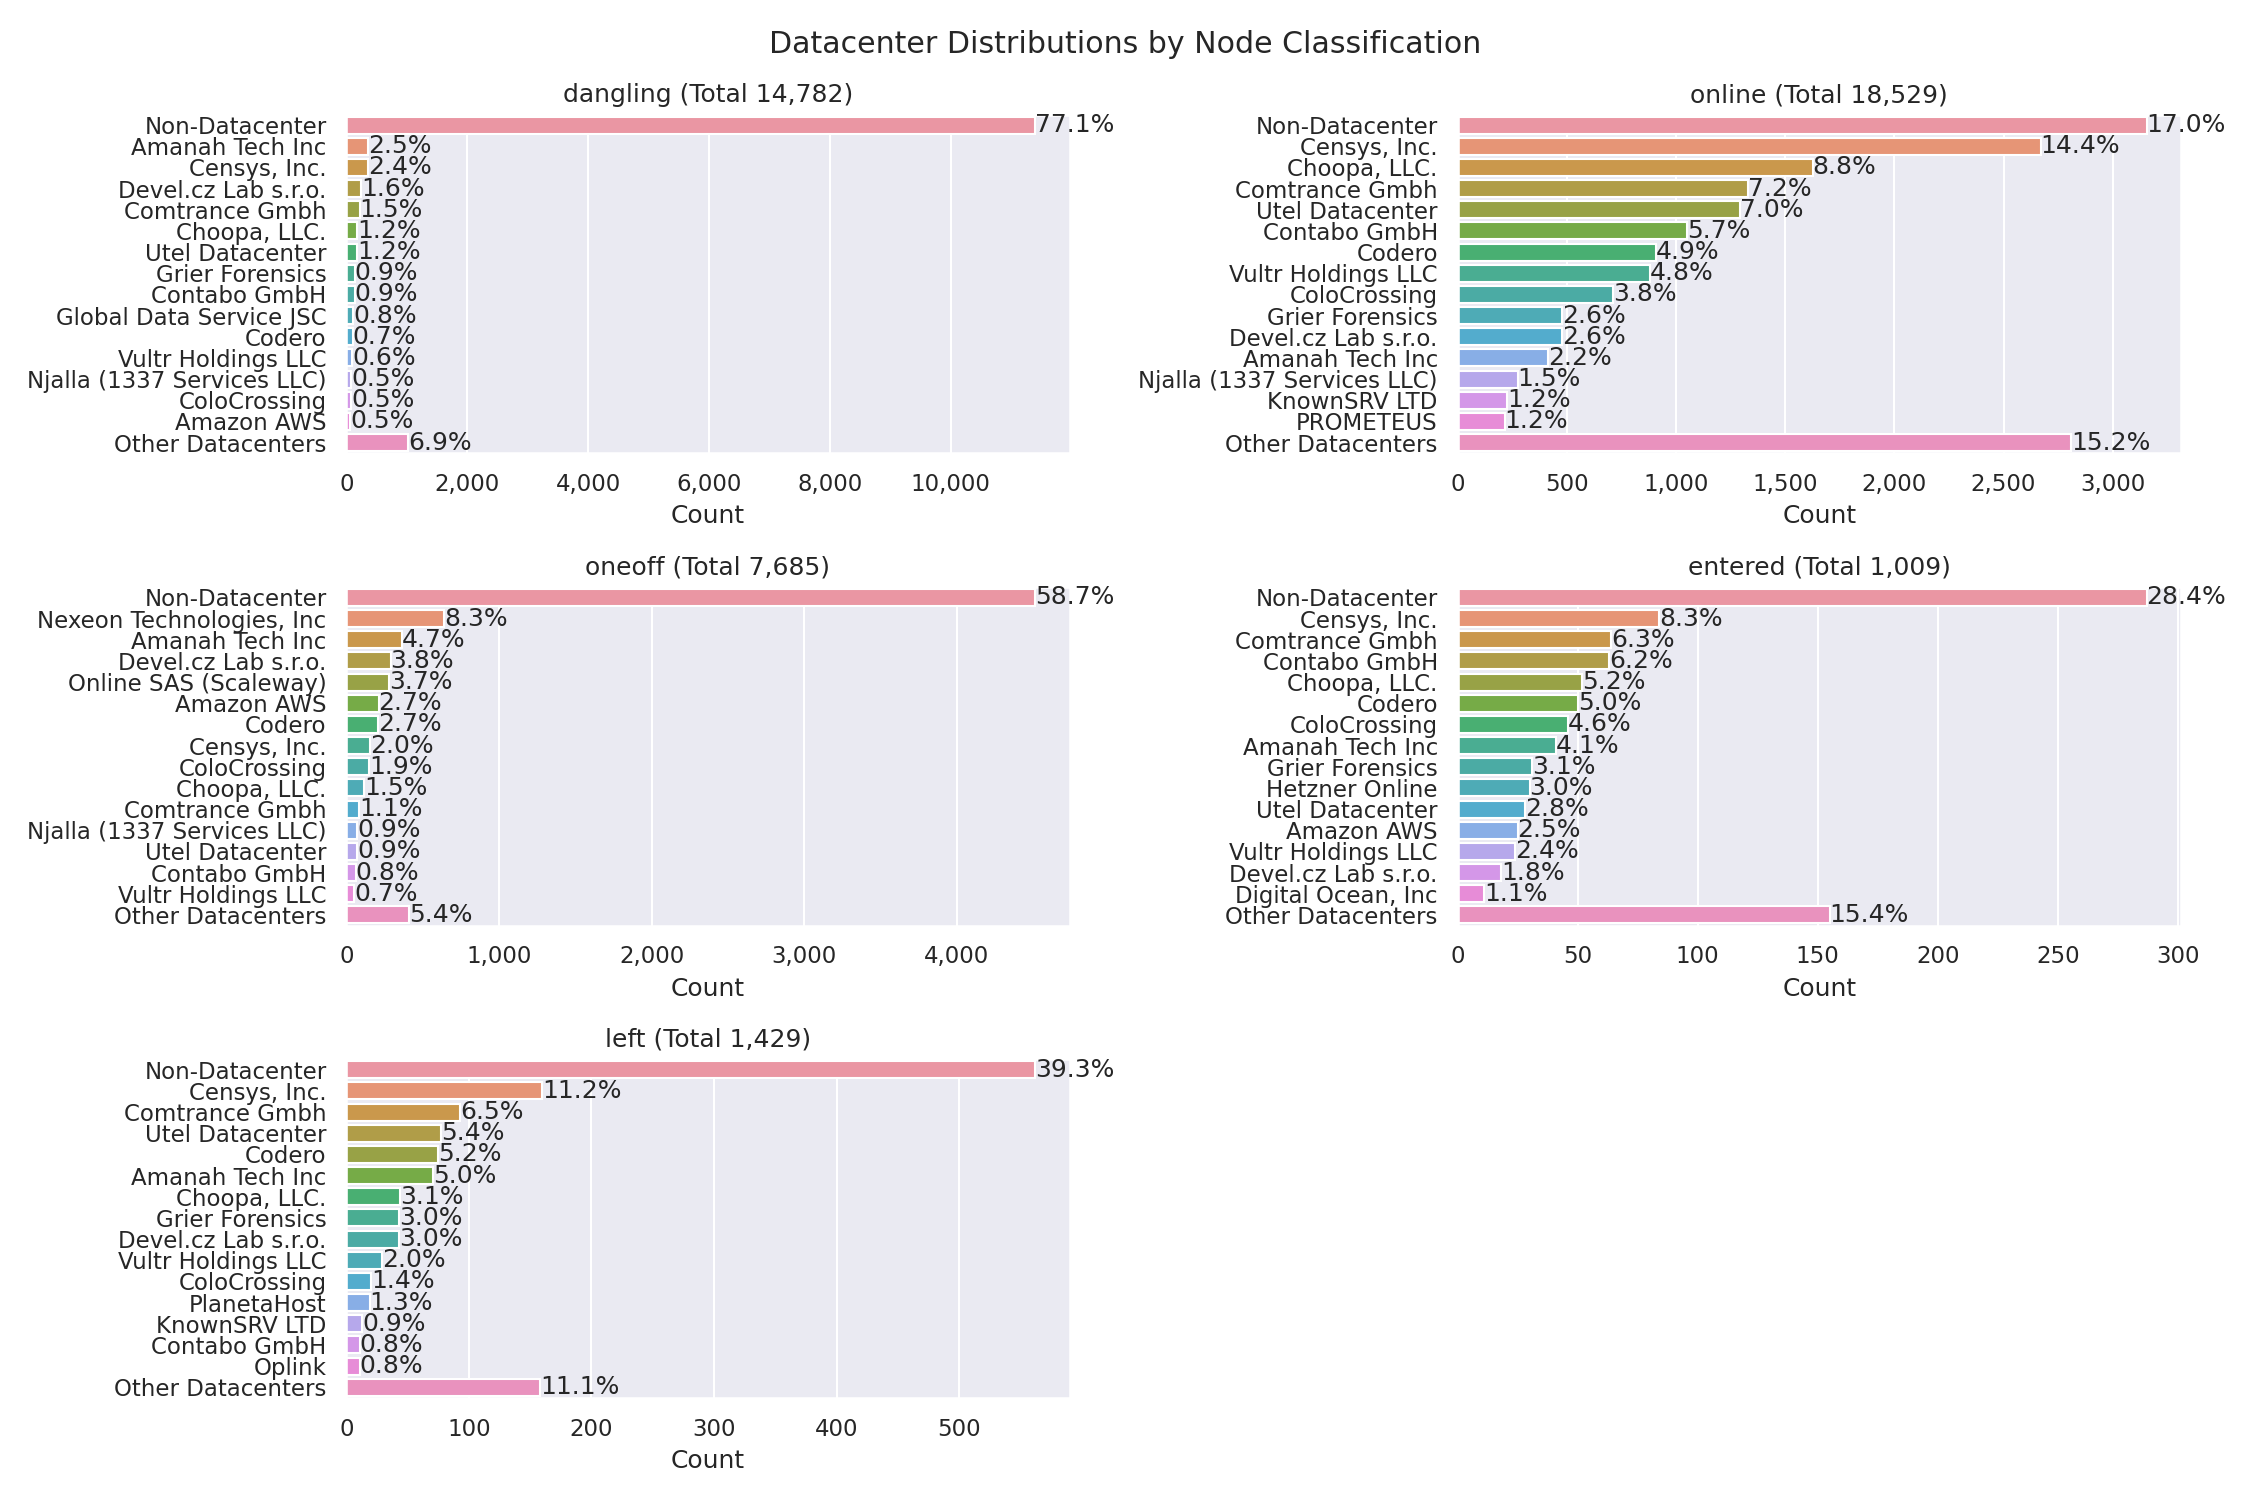 Datacenter Distributions by Node Classification
dangling (Total 14,782)
Non-Datacenter 77.1%
Amanah Tech Inc 2.5%
Censys, Inc. 2.4%
Devel.cz Lab s.r.o. 1.6%
Comtrance Gmbh 1.5%
Choopa, LLC. 1.2%
Utel Datacenter 1.2%
Grier Forensics 0.9%
Contabo GmbH 0.9%
Global Data Service JSC 0.8%
Codero 0.7%
Vultr Holdings LLC 0.6%
Njalla (1337 Services LLC) 0.5%
ColoCrossing 0.5%
Amazon AWS 0.5%
Other Datacenters 6.9%
0 2,000 4,000 6,000 8,000 10,000
Count
online (Total 18,529)
Non-Datacenter 17.0%
Censys, Inc. 14.4%
Choopa, LLC. 8.8%
Comtrance Gmbh 7.2%
Utel Datacenter 7.0%
Contabo GmbH 5.7%
Codero 4.9%
Vultr Holdings LLC 4.8%
ColoCrossing 3.8%
Grier Forensics 2.6%
Devel.cz Lab s.r.o. 2.6%
Amanah Tech Inc 2.2%
Njalla (1337 Services LLC) 1.5%
KnownSRV LTD 1.2%
PROMETEUS 1.2%
Other Datacenters 15.2%
0 500 1,000 1,500 2,000 2,500 3,000
Count
oneoff (Total 7,685)
Non-Datacenter 58.7%
Nexeon Technologies, Inc 8.3%
Amanah Tech Inc 4.7%
Devel.cz Lab s.r.o. 3.8%
Online SAS (Scaleway) 3.7%
Amazon AWS 2.7%
Codero 2.7%
Censys, Inc. 2.0%
ColoCrossing 1.9%
Choopa, LLC. 1.5%
Comtrance Gmbh 1.1%
Njalla (1337 Services LLC) 0.9%
Utel Datacenter 0.9%
Contabo GmbH 0.8%
Vultr Holdings LLC 0.7%
Other Datacenters 5.4%
0 1,000 2,000 3,000 4,000
Count
entered (Total 1,009)
Non-Datacenter 28.4%
Censys, Inc. 8.3%
Comtrance Gmbh 6.3%
Contabo GmbH 6.2%
Choopa, LLC. 5.2%
Codero 5.0%
ColoCrossing 4.6%
Amanah Tech Inc 4.1%
Grier Forensics 3.1%
Hetzner Online 3.0%
Utel Datacenter 2.8%
Amazon AWS 2.5%
Vultr Holdings LLC 2.4%
Devel.cz Lab s.r.o. 1.8%
Digital Ocean, Inc 1.1%
Other Datacenters 15.4%
0 50 100 150 200 250 300
Count
left (Total 1,429)
Non-Datacenter 39.3%
Censys, Inc. 11.2%
Comtrance Gmbh 6.5%
Utel Datacenter 5.4%
Codero 5.2%
Amanah Tech Inc 5.0%
Choopa, LLC. 3.1%
Grier Forensics 3.0%
Devel.cz Lab s.r.o. 3.0%
Vultr Holdings LLC 2.0%
ColoCrossing 1.4%
PlanetaHost 1.3%
KnownSRV LTD 0.9%
Contabo GmbH 0.8%
Oplink 0.8%
Other Datacenters 11.1%
0 100 200 300 400 500
Count